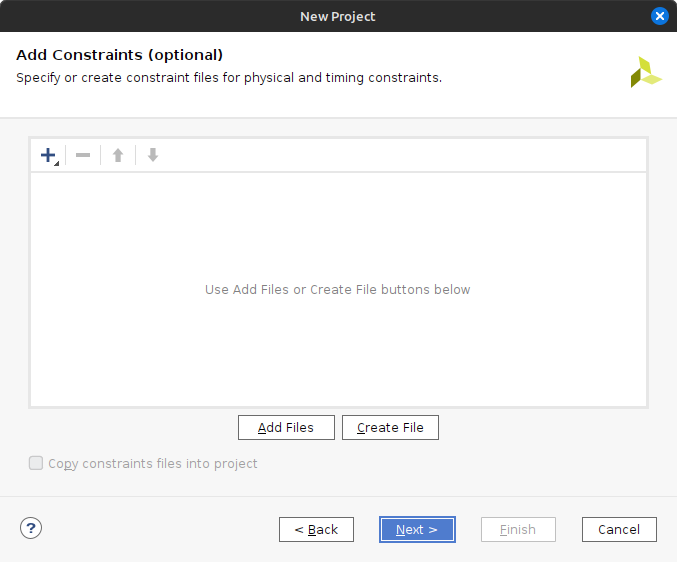 New Project
Add Constraints (optional)
Specify or create constraint files for physical and timing constraints.
Use Add Files or Create File buttons below
Add Files
Create File
Copy constraints files into project
?
< Back
Next >
Finish
Cancel